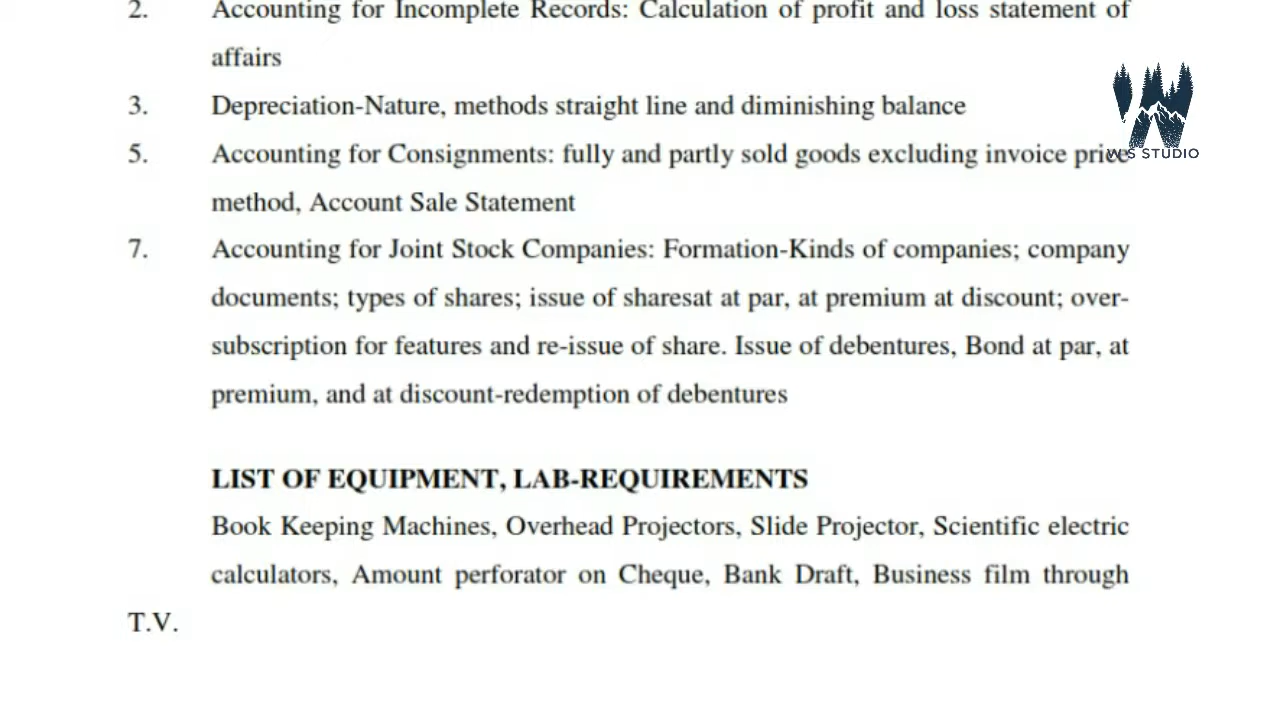 2. Accounting for Incomplete Records: Calculation of profit and loss statement of
affairs
3. Depreciation-Nature, methods straight line and diminishing balance
5. Accounting for Consignments: fully and partly sold goods excluding invoice price
method, Account Sale Statement
7. Accounting for Joint Stock Companies: Formation-Kinds of companies; company
documents; types of shares; issue of sharesat at par, at premium at discount; over-
subscription for features and re-issue of share. Issue of debentures, Bond at par, at
premium, and at discount-redemption of debentures
LIST OF EQUIPMENT, LAB-REQUIREMENTS
Book Keeping Machines, Overhead Projectors, Slide Projector, Scientific electric
calculators, Amount perforator on Cheque, Bank Draft, Business film through
T.V.
W
W S STUDIO